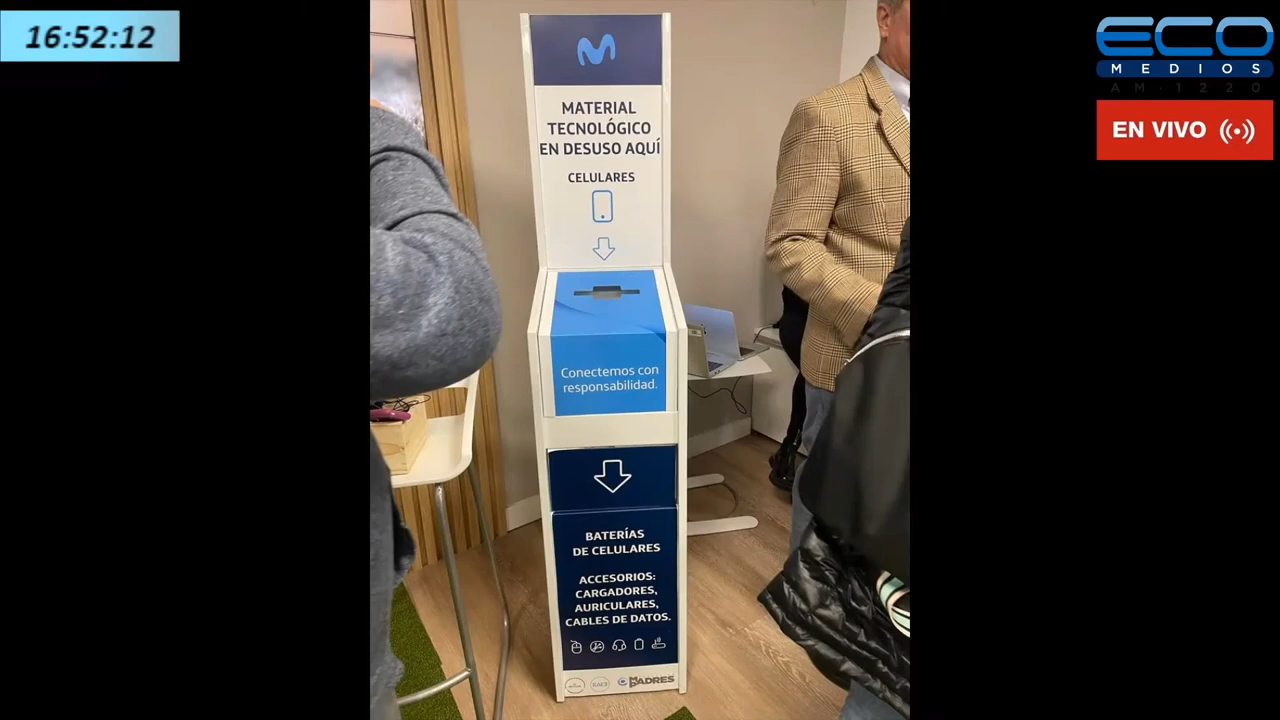 16:52:12
ECO
MEDIOS
AM·1220
EN VIVO
MATERIAL
TECNOLÓGICO
EN DESUSO AQUÍ
CELULARES
Conectemos con
responsabilidad.
BATERÍAS
DE CELULARES
ACCESORIOS:
CARGADORES,
AURICULARES,
CABLES DE DATOS.
MADRES